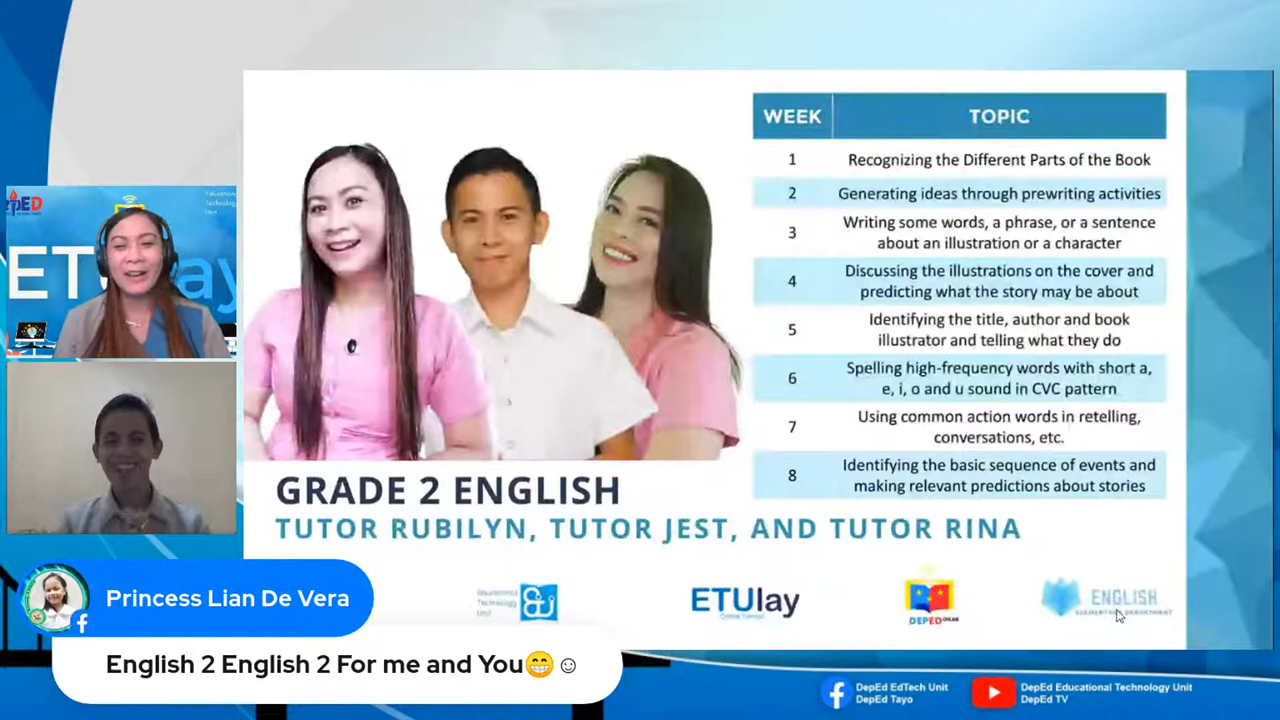 WEEK TOPIC
1 Recognizing the Different Parts of the Book
2 Generating ideas through prewriting activities
3 Writing some words, a phrase, or a sentence
about an illustration or a character
4 Discussing the illustrations on the cover and
predicting what the story may be about
5 Identifying the title, author and book
illustrator and telling what they do
6 Spelling high-frequency words with short a,
e, i, o and u sound in CVC pattern
7 Using common action words in retelling,
conversations, etc.
8 Identifying the basic sequence of events and
making relevant predictions about stories
GRADE 2 ENGLISH
TUTOR RUBILYN, TUTOR JEST, AND TUTOR RINA
Educational
Technology
Unit
ETUlay
DEPED
ENGLISH
ELEMENTARY DEPARTMENT
Princess Lian De Vera
English 2 English 2 For me and You😁☺
DepEd EdTech Unit
DepEd Tayo
DepEd Educational Technology Unit
DepEd TV